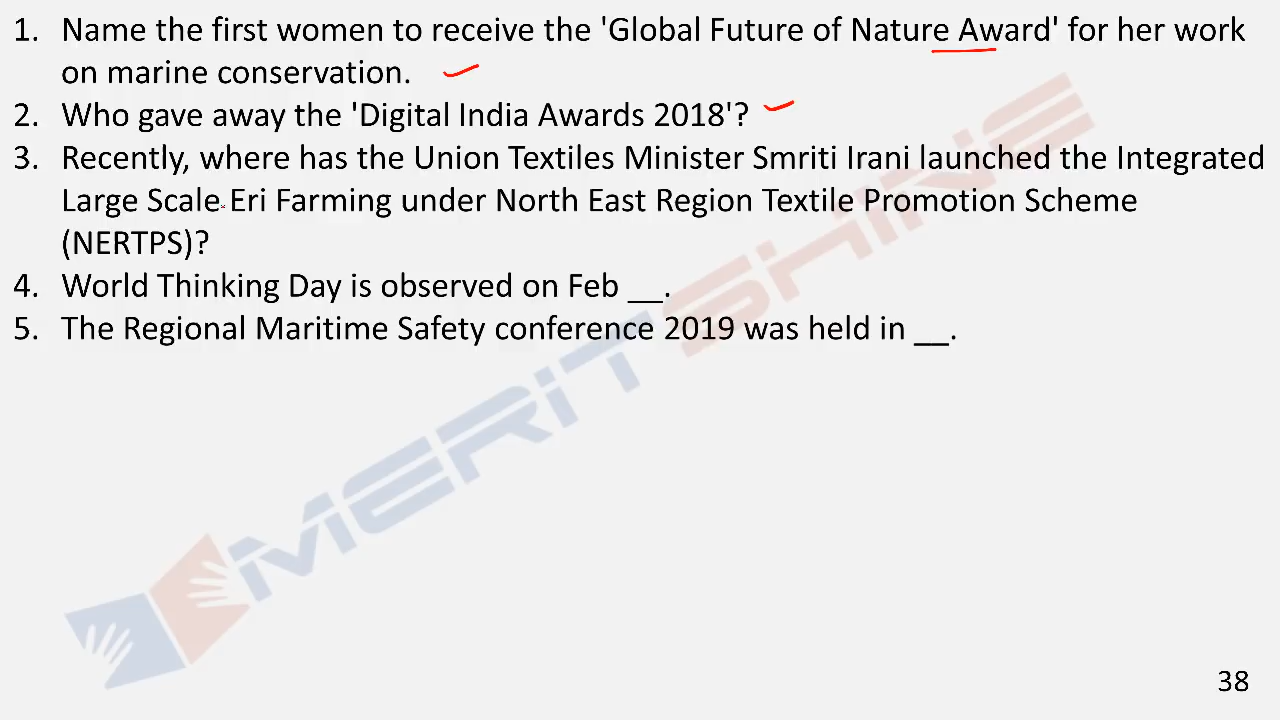 1. Name the first women to receive the 'Global Future of Nature Award' for her work
on marine conservation.
2. Who gave away the 'Digital India Awards 2018'?
3. Recently, where has the Union Textiles Minister Smriti Irani launched the Integrated
Large Scale Eri Farming under North East Region Textile Promotion Scheme
(NERTPS)?
4. World Thinking Day is observed on Feb __.
5. The Regional Maritime Safety conference 2019 was held in __.
MERiT SHINE
38